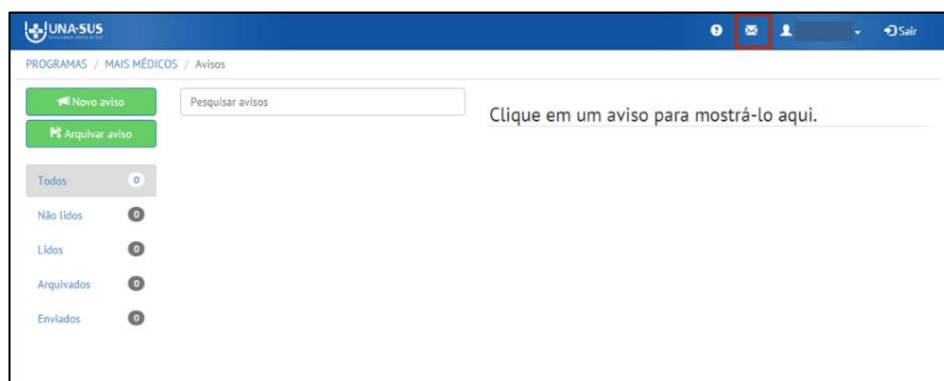 UNA-SUS
Sair
PROGRAMAS / MAIS MÉDICOS / Avisos
Novo aviso
Arquivar aviso
Pesquisar avisos
Clique em um aviso para mostrá-lo aqui.
Todos 0
Não lidos 0
Lidos 0
Arquivados 0
Enviados 0